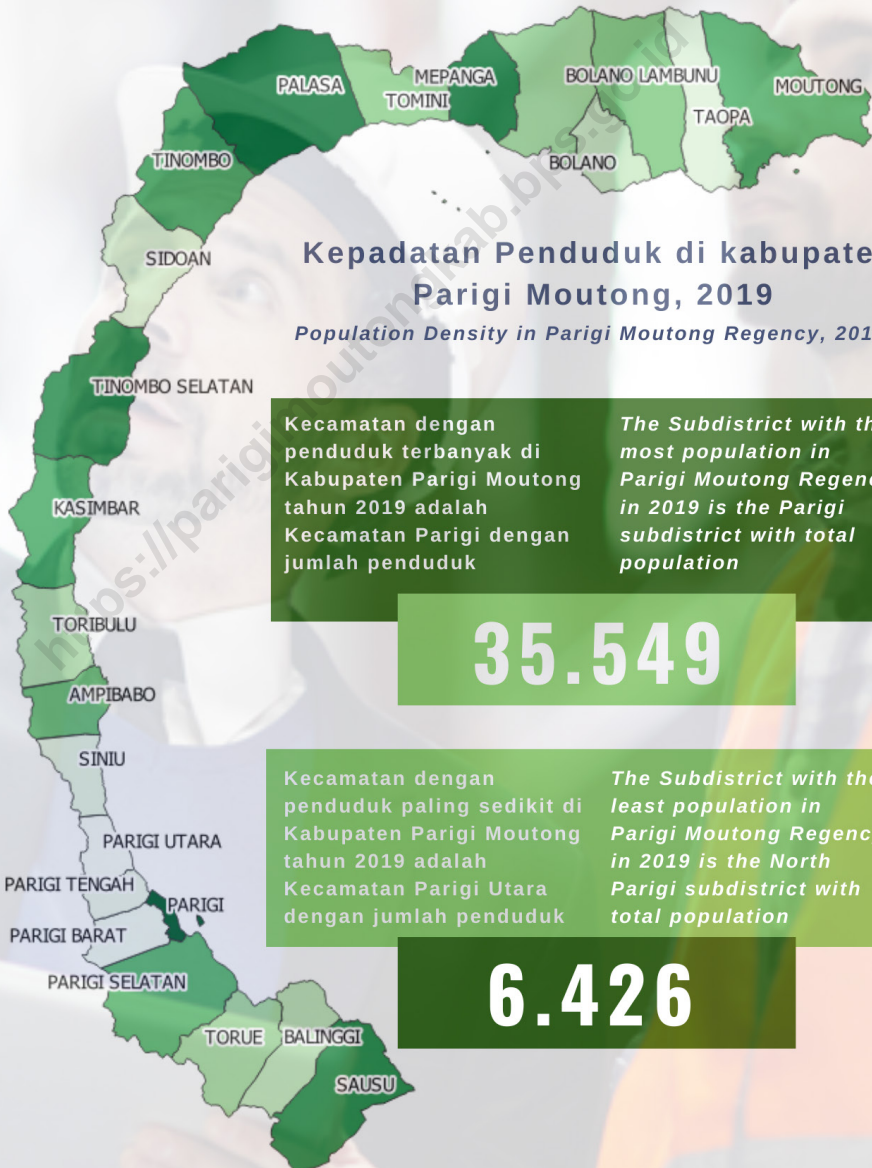 PALASA
MEPANGA
TOMINI
BOLANO LAMBUNU
MOUTONG
TAOPA
TINOMBO
BOLANO
SIDOAN
Kepadatan Penduduk di kabupate
Parigi Moutong, 2019
Population Density in Parigi Moutong Regency, 201
TINOMBO SELATAN
Kecamatan dengan
penduduk terbanyak di
Kabupaten Parigi Moutong
tahun 2019 adalah
Kecamatan Parigi dengan
jumlah penduduk
The Subdistrict with th
most population in
Parigi Moutong Regenc
in 2019 is the Parigi
subdistrict with total
population
KASIMBAR
35.549
TORIBULU
AMPIBABO
SINIU
Kecamatan dengan
penduduk paling sedikit di
Kabupaten Parigi Moutong
tahun 2019 adalah
Kecamatan Parigi Utara
dengan jumlah penduduk
The Subdistrict with the
least population in
Parigi Moutong Regenc
in 2019 is the North
Parigi subdistrict with
total population
PARIGI UTARA
PARIGI TENGAH
PARIGI
PARIGI BARAT
PARIGI SELATAN
6.426
TORUE
BALINGGI
SAUSU
https://parigimoutongkab.bps.go.id